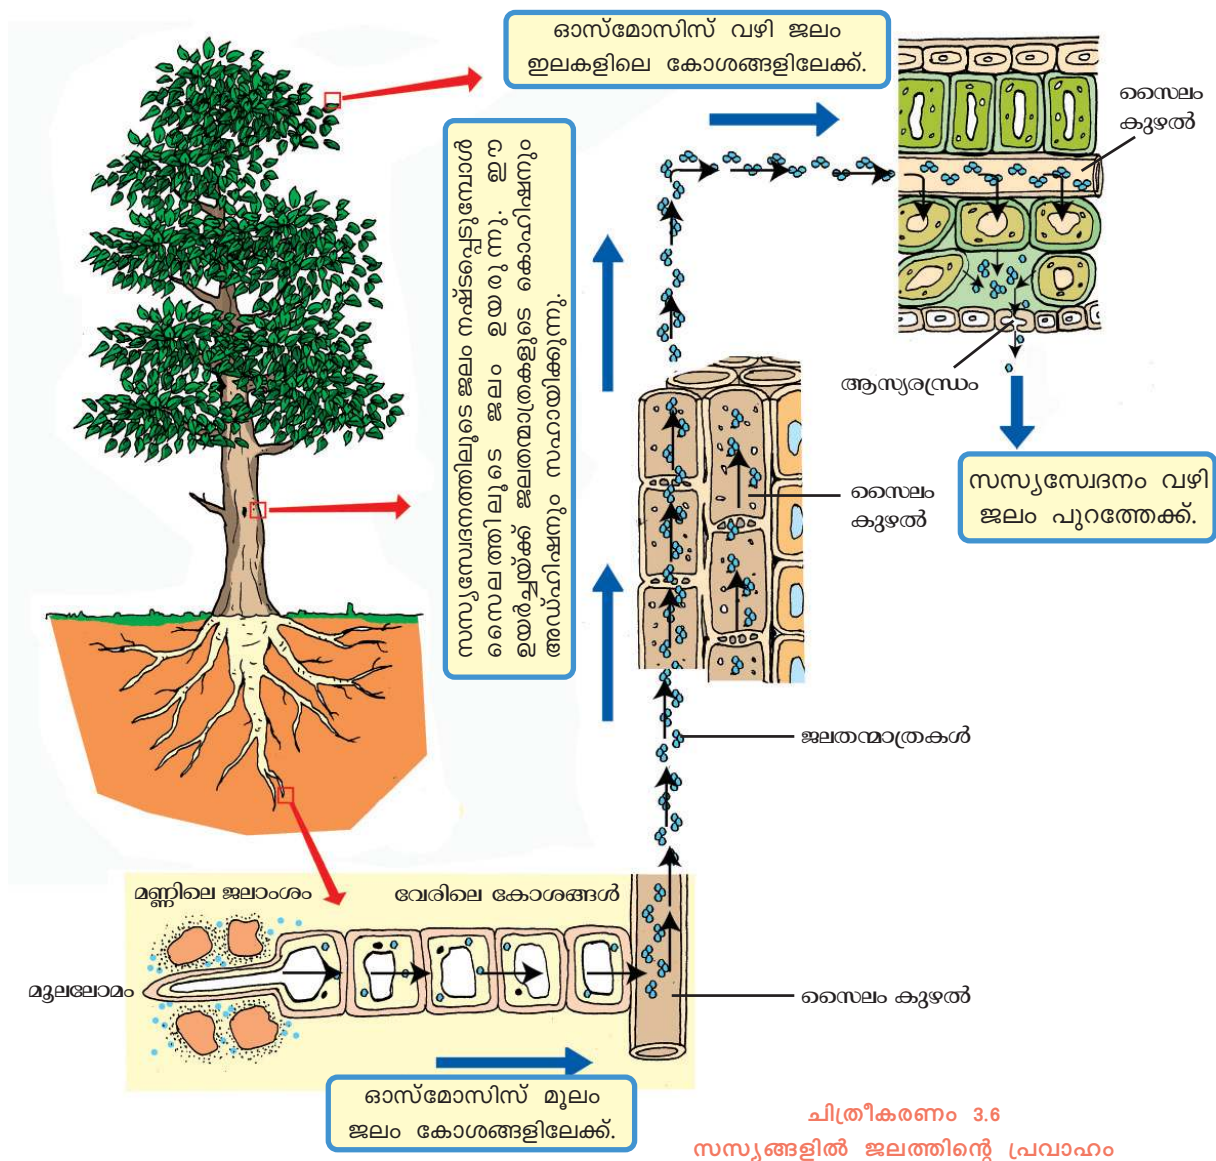 ഓസ്മോസിസ് വഴി ജലം
ഇലകളിലെ കോശങ്ങളിലേക്ക്.
സൈലം
കുഴൽ
സസ്യസ്വേദനത്തിലൂടെ ജലം നഷ്ടപ്പെടുമ്പോൾ
സൈലത്തിലൂടെ ജലം ഉയരുന്നു. ഈ
ഉയർച്ചയ്ക്ക് ജലതന്മാത്രകളുടെ കൊഹിഷനും
അഡ്ഹിഷനും സഹായിക്കുന്നു.
ആസ്യരന്ധ്രം
സസ്യസ്വേദനം വഴി
ജലം പുറത്തേക്ക്.
സൈലം
കുഴൽ
ജലതന്മാത്രകൾ
മണ്ണിലെ ജലാംശം
വേരിലെ കോശങ്ങൾ
മൂലലോമം
സൈലം കുഴൽ
ഓസ്മോസിസ് മൂലം
ജലം കോശങ്ങളിലേക്ക്.
ചിത്രീകരണം 3.6
സസ്യങ്ങളിൽ ജലത്തിന്റെ പ്രവാഹം